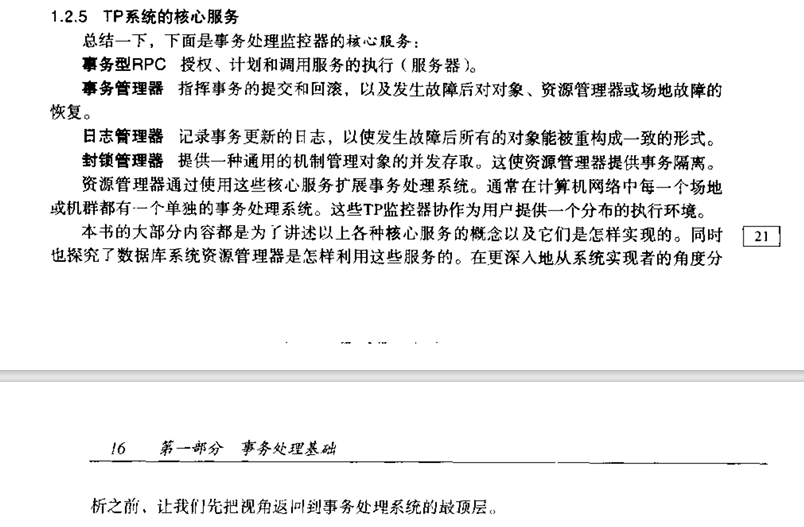 1.2.5 TP系统的核心服务
总结一下，下面是事务处理监控器的核心服务：
事务型RPC 授权、计划和调用服务的执行（服务器）。
事务管理器 指挥事务的提交和回滚，以及发生故障后对对象、资源管理器或场地故障的
恢复。
日志管理器 记录事务更新的日志，以使发生故障后所有的对象能被重构成一致的形式。
封锁管理器 提供一种通用的机制管理对象的并发存取。这使资源管理器提供事务隔离。
资源管理器通过使用这些核心服务扩展事务处理系统。通常在计算机网络中每一个场地
或机群都有一个单独的事务处理系统。这些TP监控器协作为用户提供一个分布的执行环境。
本书的大部分内容都是为了讲述以上各种核心服务的概念以及它们是怎样实现的。同时
21
也探究了数据库系统资源管理器是怎样利用这些服务的。在更深入地从系统实现者的角度分
16 第一部分 事务处理基础
析之前，让我们先把视角返回到事务处理系统的最顶层。